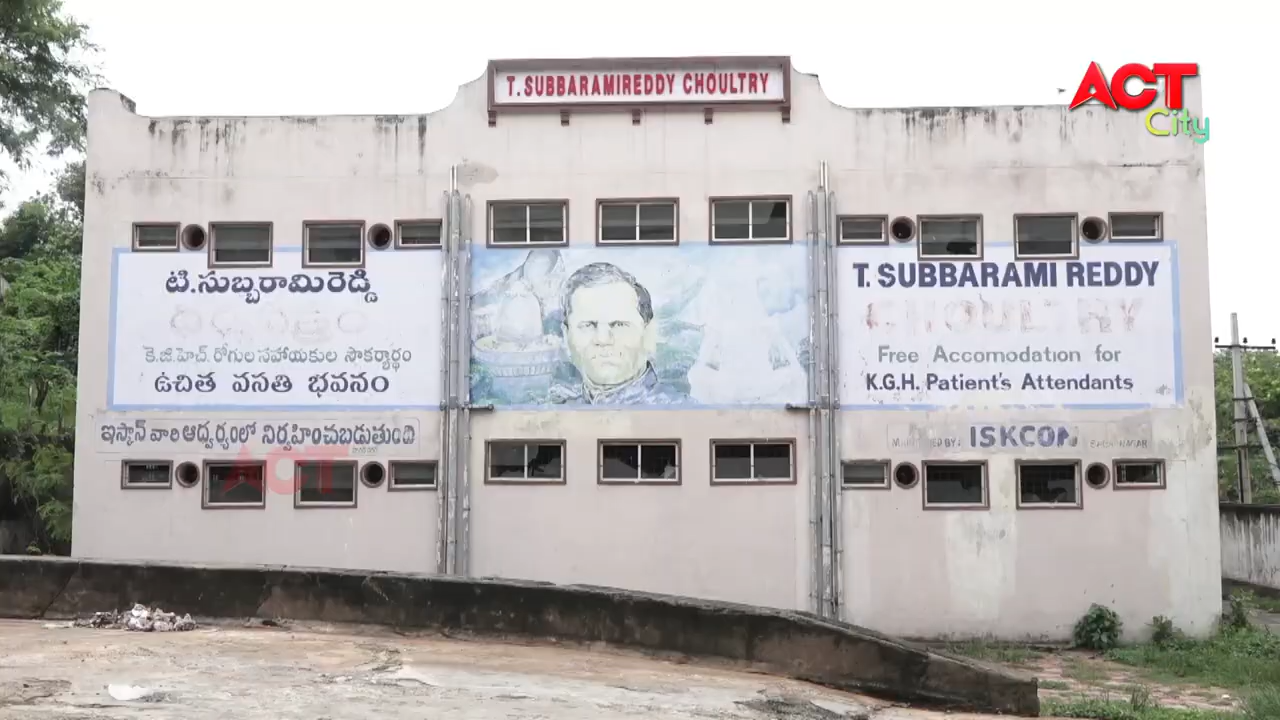 T. SUBBARAMIREDDY CHOULTRY
ACT
City
టి.సుబ్బరామిరెడ్డి
కె.జి.హెచ్. రోగుల సహాయకుల సౌకర్యార్థం
ఉచిత వసతి భవనం
ఇస్కాన్ వారి ఆధ్వర్యంలో నిర్వహించబడుతుంది
T. SUBBARAMI REDDY
CHOULTRY
Free Accomodation for
K.G.H. Patient's Attendants
ISKCON
ACT